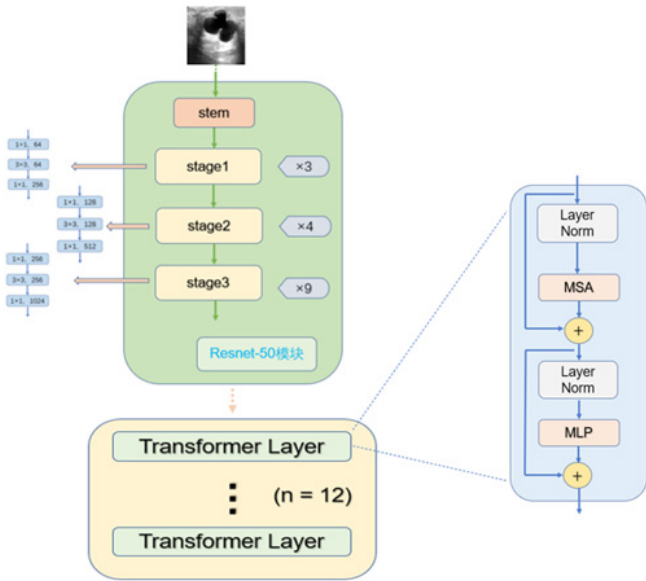 stem
stage1
×3
1×1, 64
3×3, 64
1×1, 256
stage2
×4
1×1, 128
3×3, 128
1×1, 512
stage3
×9
1×1, 256
3×3, 256
1×1, 1024
Resnet-50模块
Transformer Layer
(n = 12)
Transformer Layer
Layer
Norm
MSA
+
Layer
Norm
MLP
+